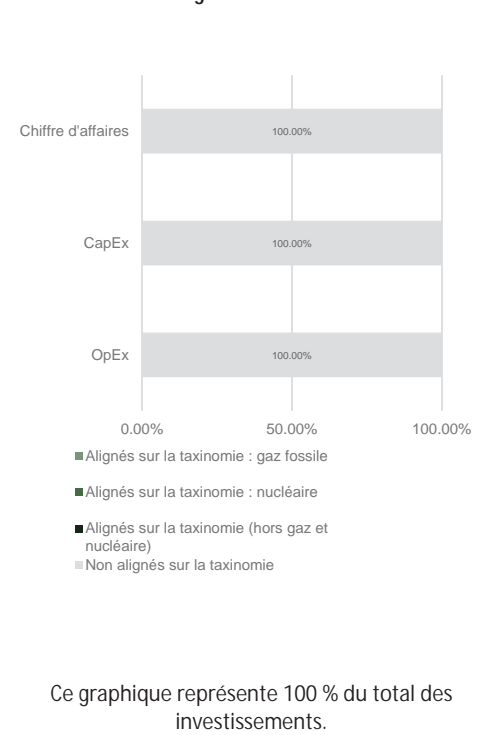 Chiffre d'affaires
100.00%
CapEx
100.00%
OpEx
100.00%
0.00% 50.00% 100.00%
Alignés sur la taxinomie : gaz fossile
Alignés sur la taxinomie : nucléaire
Alignés sur la taxinomie (hors gaz et
nucléaire)
Non alignés sur la taxinomie
Ce graphique représente 100 % du total des
investissements.